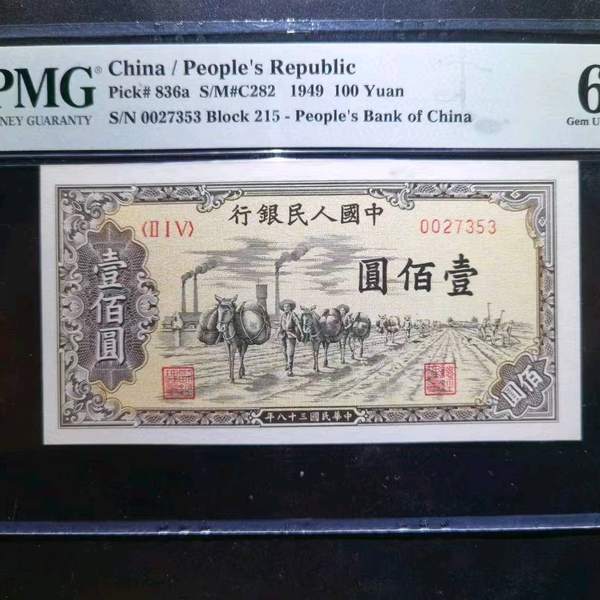 PMG China / People's Republic
Pick# 836a S/M#C282 1949 100 Yuan
NEY GUARANTY
S/N 0027353 Block 215 - People's Bank of China
6
Gem U
行銀民人國中
〈II I V〉
0027353
圓佰壹
壹佰圓
佰圓
年八十三國民華中